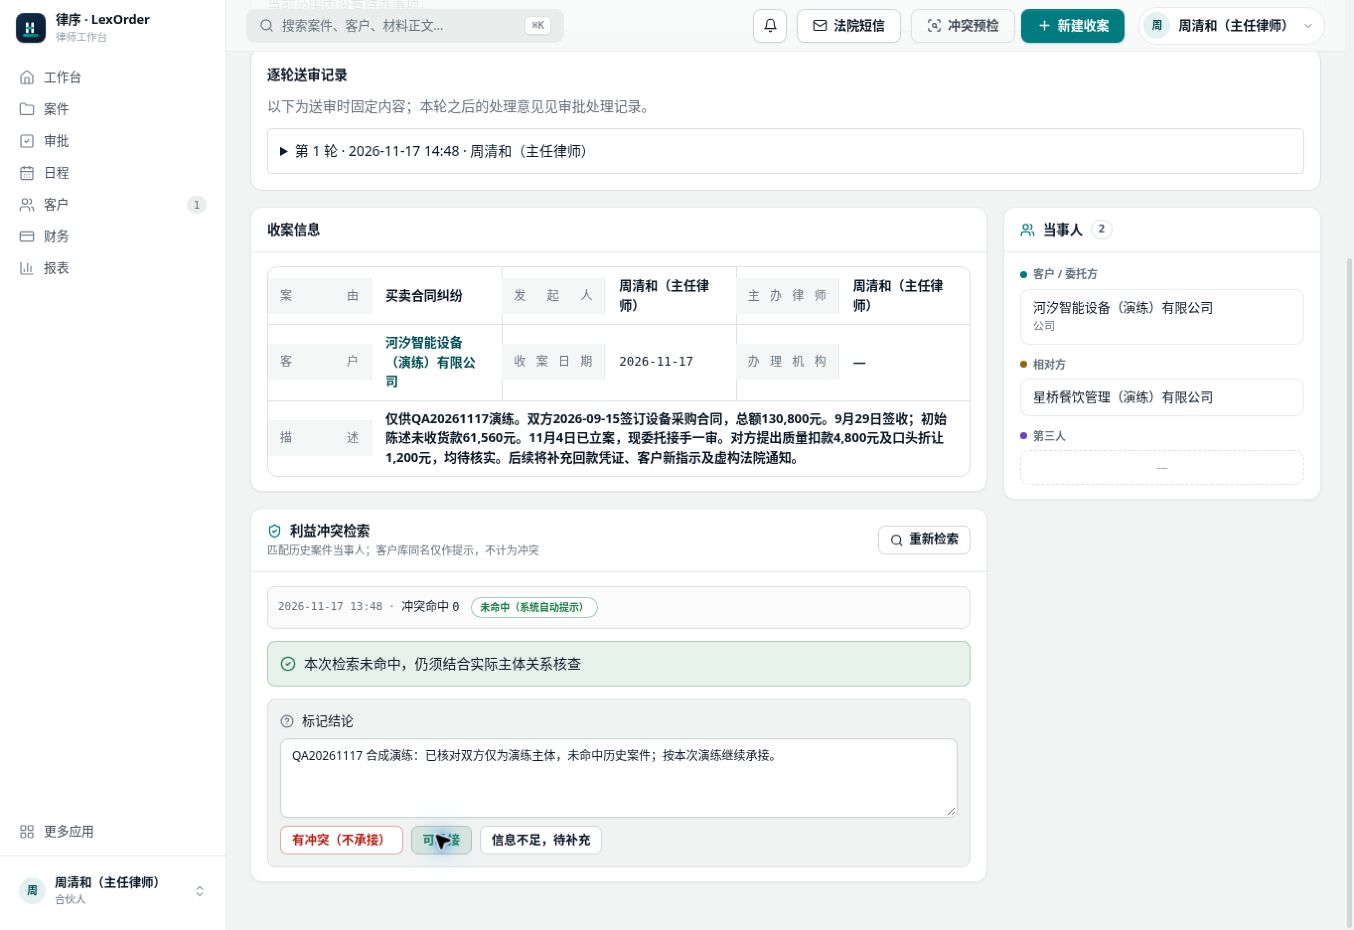 律序 · LexOrder
律师工作台
搜索案件、客户、材料正文... ⌘K
法院短信
冲突预检
新建收案
周 周清和（主任律师）
工作台
案件
审批
日程
客户 1
财务
报表
更多应用
周 周清和（主任律师）
合伙人
当前范围内没有待办事项。
逐轮送审记录
以下为送审时固定内容；本轮之后的处理意见见审批处理记录。
第 1 轮 · 2026-11-17 14:48 · 周清和（主任律师）
收案信息
案由 买卖合同纠纷 发起人 周清和（主任律师） 主办律师 周清和（主任律师）
客户 河汐智能设备（演练）有限公司 收案日期 2026-11-17 办理机构 —
描述 仅供QA20261117演练。双方2026-09-15签订设备采购合同，总额130,800元。9月29日签收；初始
陈述未收货款61,560元。11月4日已立案，现委托接手一审。对方提出质量扣款4,800元及口头折让
1,200元，均待核实。后续将补充回款凭证、客户新指示及虚构法院通知。
当事人 2
客户 / 委托方
河汐智能设备（演练）有限公司
公司
相对方
星桥餐饮管理（演练）有限公司
第三人
—
利益冲突检索
匹配历史案件当事人；客户库同名仅作提示，不计为冲突
重新检索
2026-11-17 13:48 · 冲突命中 0 未命中（系统自动提示）
本次检索未命中，仍须结合实际主体关系核查
标记结论
QA20261117 合成演练：已核对双方仅为演练主体，未命中历史案件；按本次演练继续承接。
有冲突（不承接） 可 接 信息不足，待补充